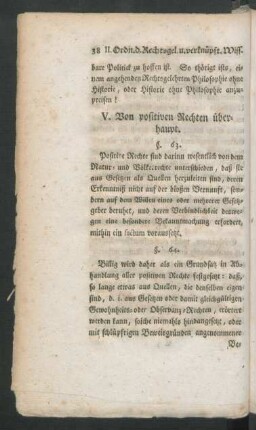 28 II. Ordn. d. Rechtsgel. u. verknüpft. Wiss.
bare Politick zu hoffen ist. So thörigt ists, ei-
nem angehenden Rechtsgelehrten Philosophie ohne
Historie, oder Historie ohne Philosophie anzu-
preisen!
V. Von positiven Rechten über-
haupt.
§. 63.
Positive Rechte sind darinn wesentlich von dem
Natur- und Völkerrechte unterschieden, daß sie
aus Gesetzen als Quellen herzuleiten sind, deren
Erkenntniß nicht auf der bloßen Vernunft, son-
dern auf dem Willen eines oder mehrerer Gesetz-
geber beruhet, und deren Verbindlichkeit deswe-
gen eine besondere Bekanntmachung erfordert,
mithin ein factum voraussetzt.
§. 64.
Billig wird daher als ein Grundsatz in Ab-
handlung aller positiven Rechte festgesetzt: daß,
so lange etwas aus Quellen, die denselben eigen
sind, d. i. aus Gesetzen oder damit gleichgültigen
Gewohnheits- oder Observanz-Rechten, erörtert
werden kann, solche niemahls hindangesetzt, oder
mit schlüpfrigen Beweisgründen angenommener
Be-